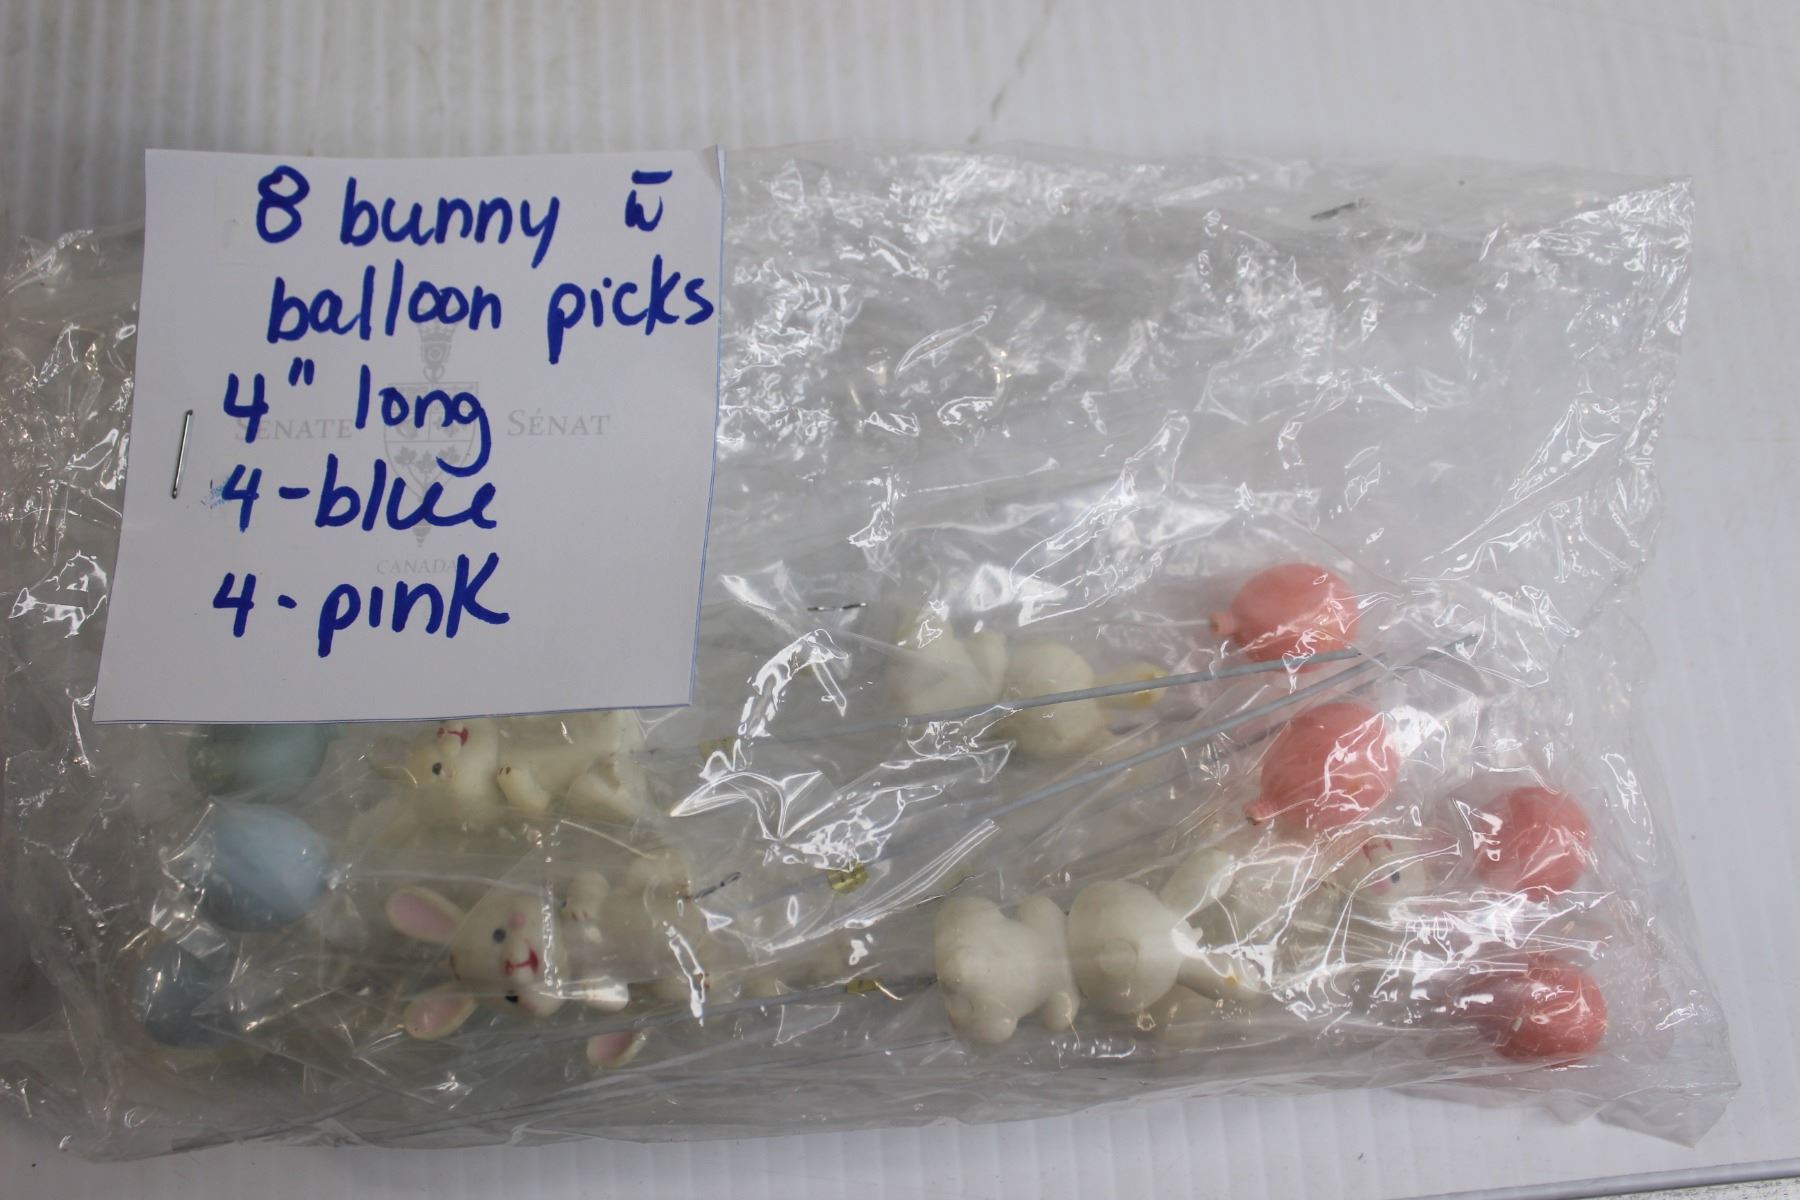 8 bunny w̄
balloon picks
4" long
SENATE SÉNAT
4-blue
CANADA
4-pink